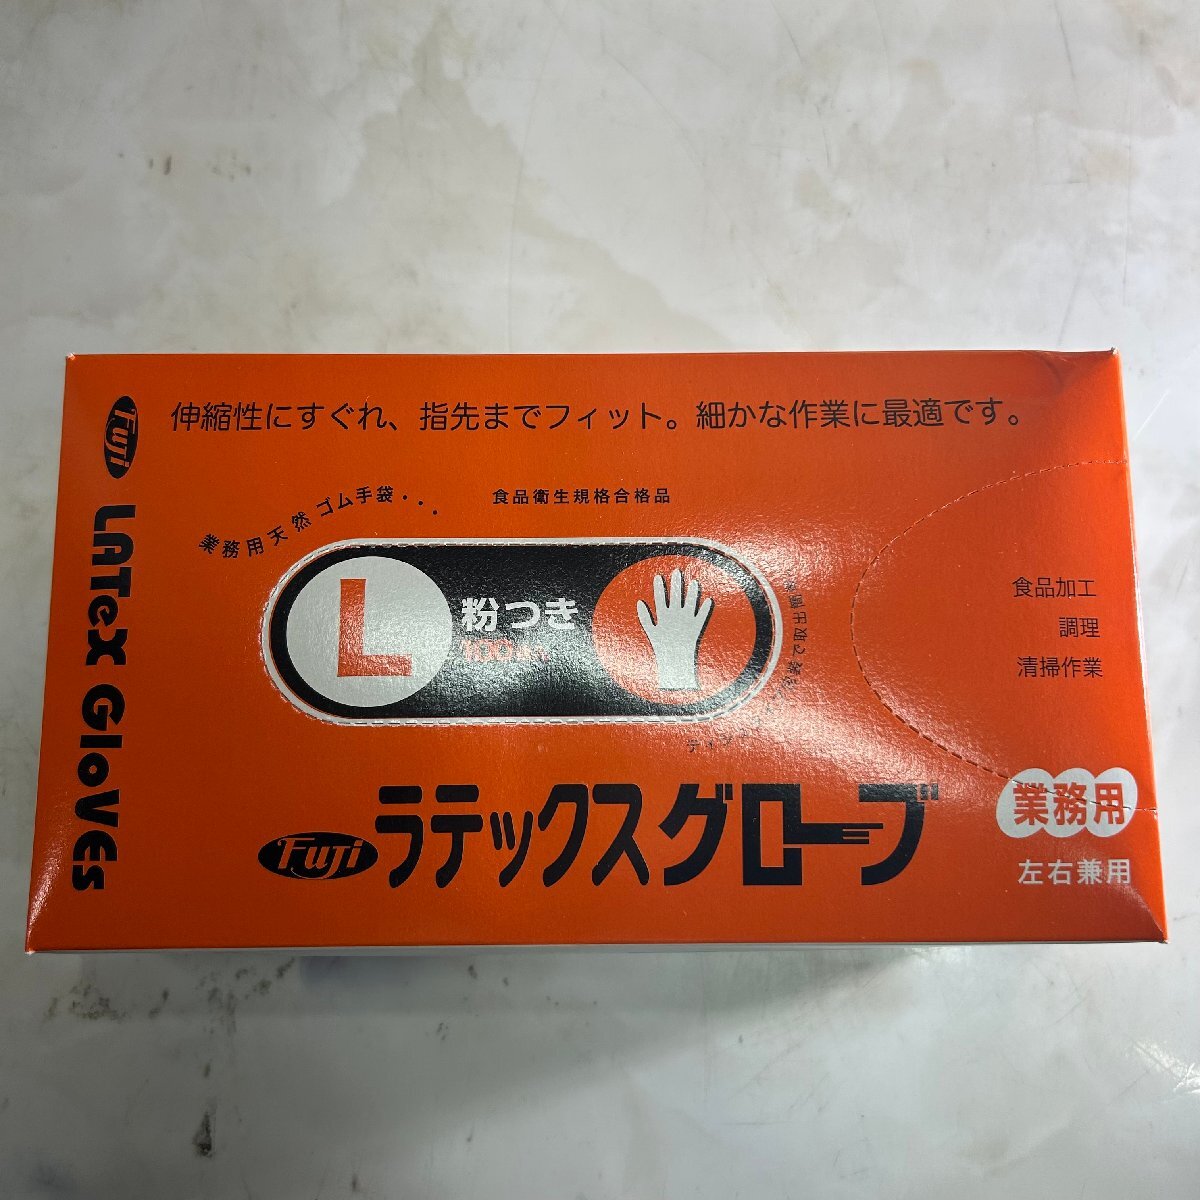 伸縮性にすぐれ、指先までフィット。細かな作業に最適です。
業務用天然ゴム手袋・・・
食品衛生規格合格品
L
粉つき
食品加工
調理
清掃作業
Fuji ラテックスグローブ
業務用
左右兼用
Fuji LATeX GloVEs